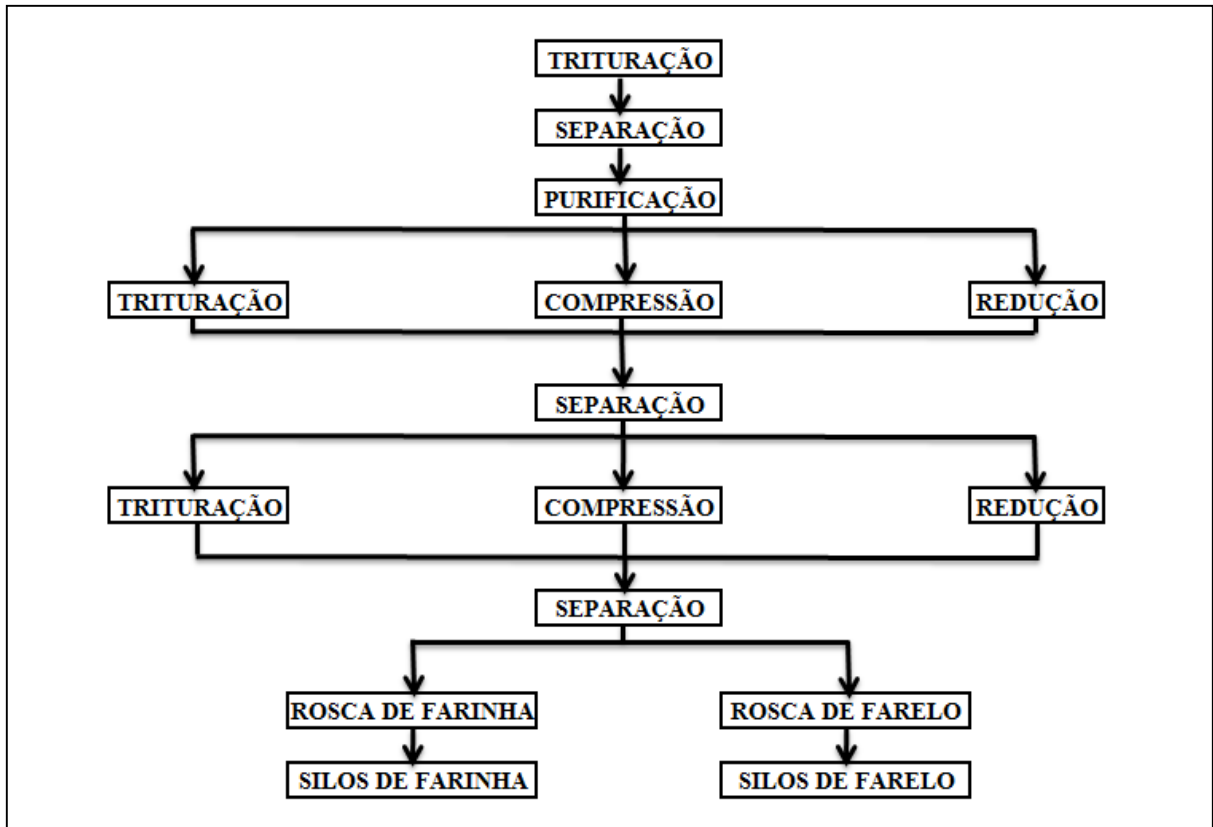 TRITURAÇÃO
SEPARAÇÃO
PURIFICAÇÃO
TRITURAÇÃO
COMPRESSÃO
REDUÇÃO
SEPARAÇÃO
TRITURAÇÃO
COMPRESSÃO
REDUÇÃO
SEPARAÇÃO
ROSCA DE FARINHA
ROSCA DE FARELO
SILOS DE FARINHA
SILOS DE FARELO